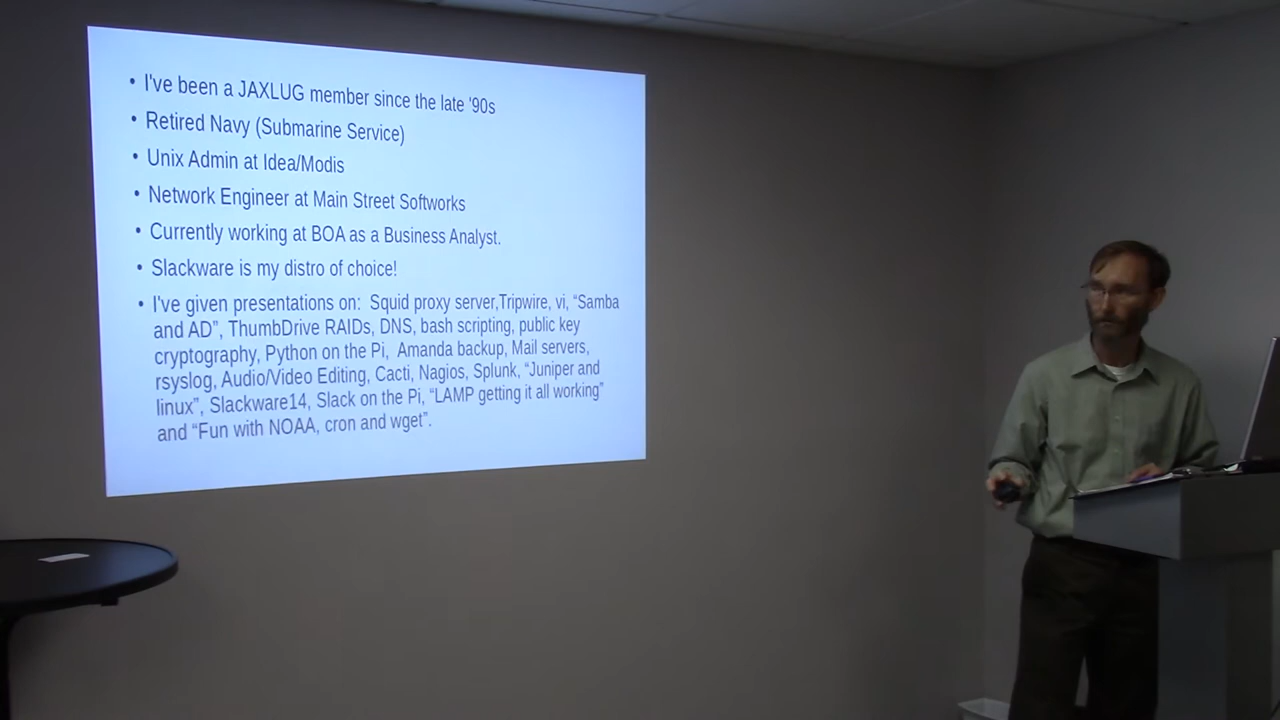 • I've been a JAXLUG member since the late '90s
• Retired Navy (Submarine Service)
• Unix Admin at Idea/Modis
• Network Engineer at Main Street Softworks
• Currently working at BOA as a Business Analyst.
• Slackware is my distro of choice!
• I've given presentations on:  Squid proxy server,Tripwire, vi, “Samba
and AD”, ThumbDrive RAIDs, DNS, bash scripting, public key
cryptography, Python on the Pi,  Amanda backup, Mail servers,
rsyslog, Audio/Video Editing, Cacti, Nagios, Splunk, “Juniper and
linux”, Slackware14, Slack on the Pi, “LAMP getting it all working”
and “Fun with NOAA, cron and wget”.